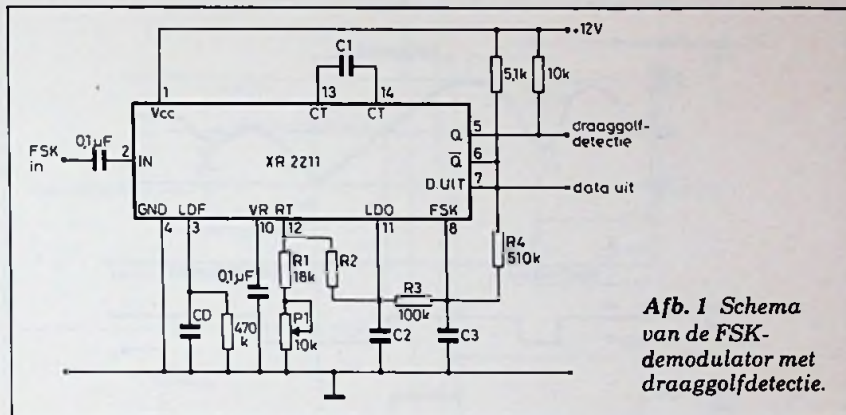 +12V
C1
5,1k
10k
1
13
14
Vcc
CT
CT
0,1µF
Q
5
draaggolf-
detectie
FSK
in
2
IN
XR 2211
Q̅
6
D.UIT
7
data uit
GND
LDF
VR
RT
LDO
FSK
4
3
10
12
11
8
R4
510k
0,1µF
R1
18k
R2
R3
100k
CD
470
k
P1
10k
C2
C3
Afb. 1 Schema
van de FSK-
demodulator met
draaggolfdetectie.